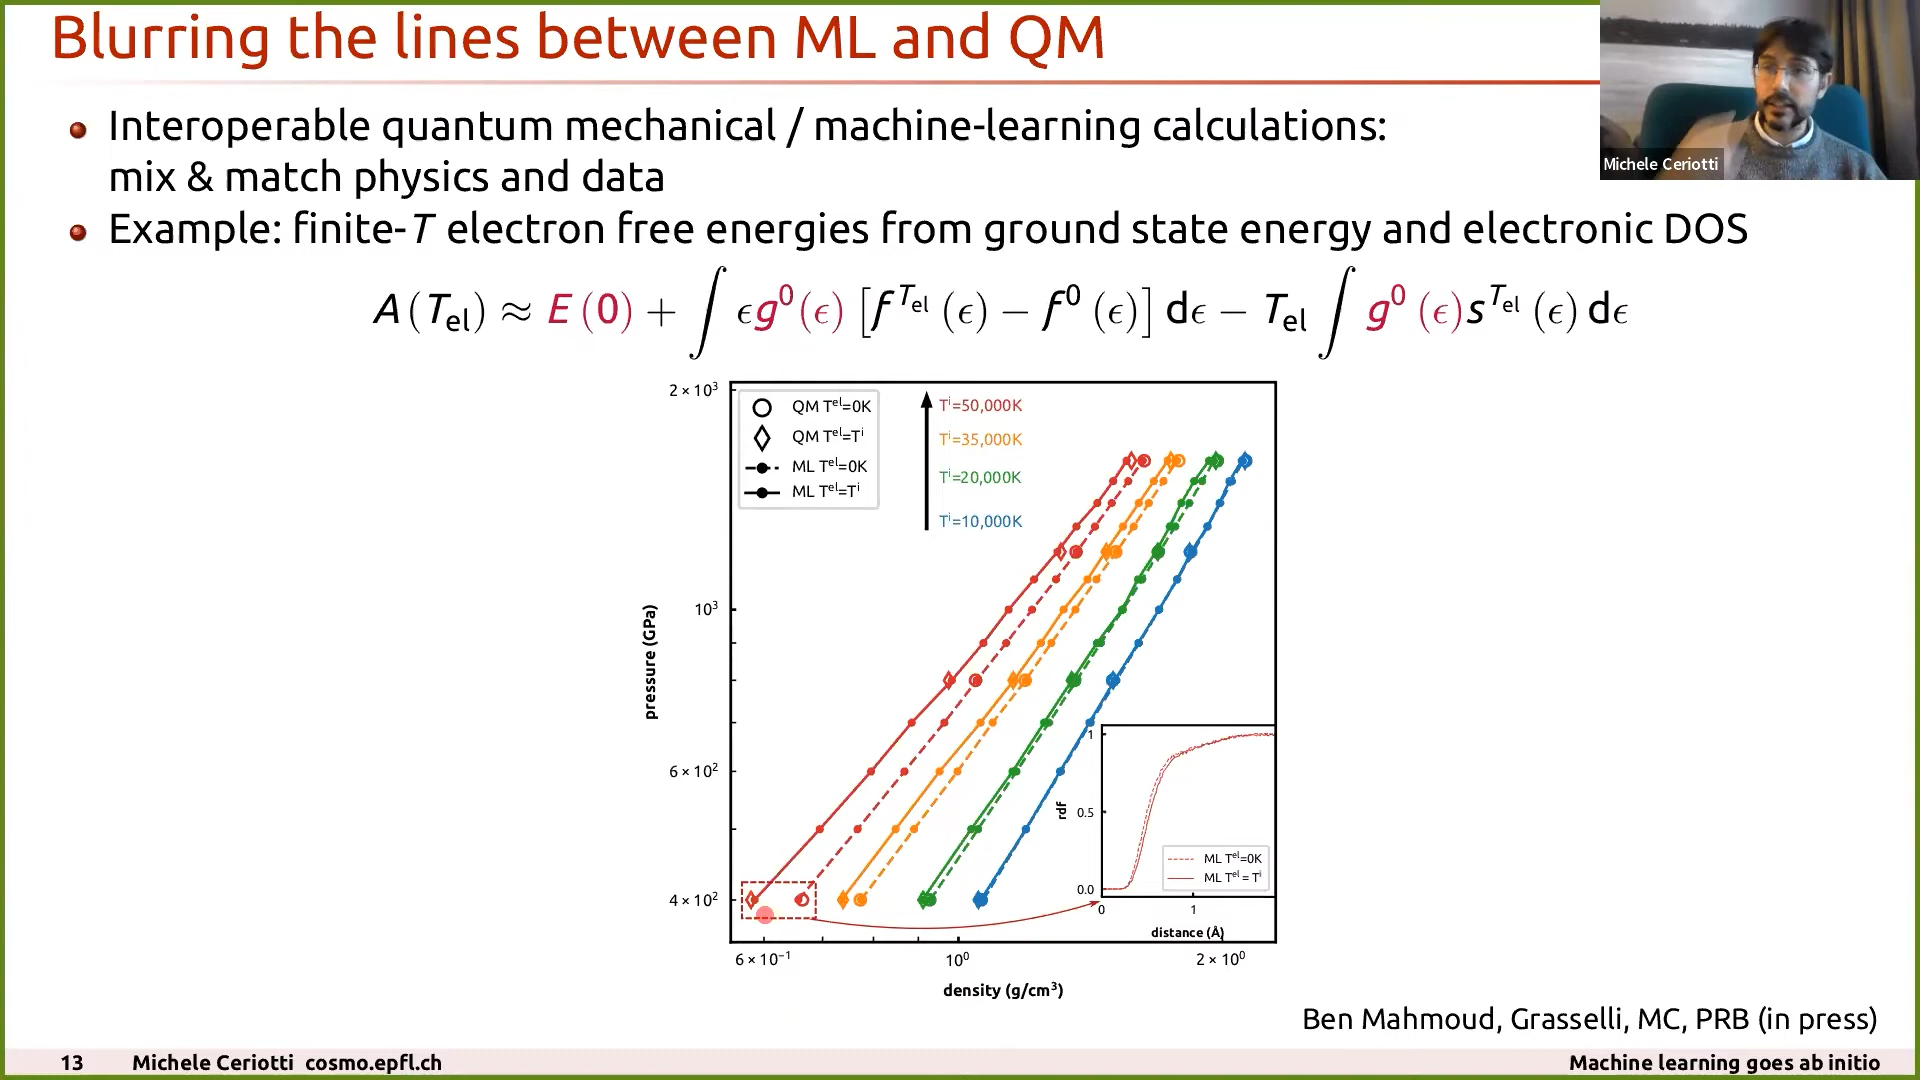 Blurring the lines between ML and QM
Michele Ceriotti
Interoperable quantum mechanical / machine-learning calculations:
mix & match physics and data
Example: finite-T electron free energies from ground state energy and electronic DOS
A(T_el) ≈ E(0) + ∫ ϵg⁰(ϵ) [f^{T_el}(ϵ) − f⁰(ϵ)] dϵ − T_el ∫ g⁰(ϵ)s^{T_el}(ϵ) dϵ
2 × 10³
QM Tᵉˡ=0K
QM Tᵉˡ=Tⁱ
ML Tᵉˡ=0K
ML Tᵉˡ=Tⁱ
Tⁱ=50,000K
Tⁱ=35,000K
Tⁱ=20,000K
Tⁱ=10,000K
10³
pressure (GPa)
6 × 10²
4 × 10²
1
rdf
0.5
0.0
ML Tᵉˡ=0K
ML Tᵉˡ = Tⁱ
0 1
distance (Å)
6 × 10⁻¹ 10⁰ 2 × 10⁰
density (g/cm³)
Ben Mahmoud, Grasselli, MC, PRB (in press)
13 Michele Ceriotti cosmo.epfl.ch Machine learning goes ab initio